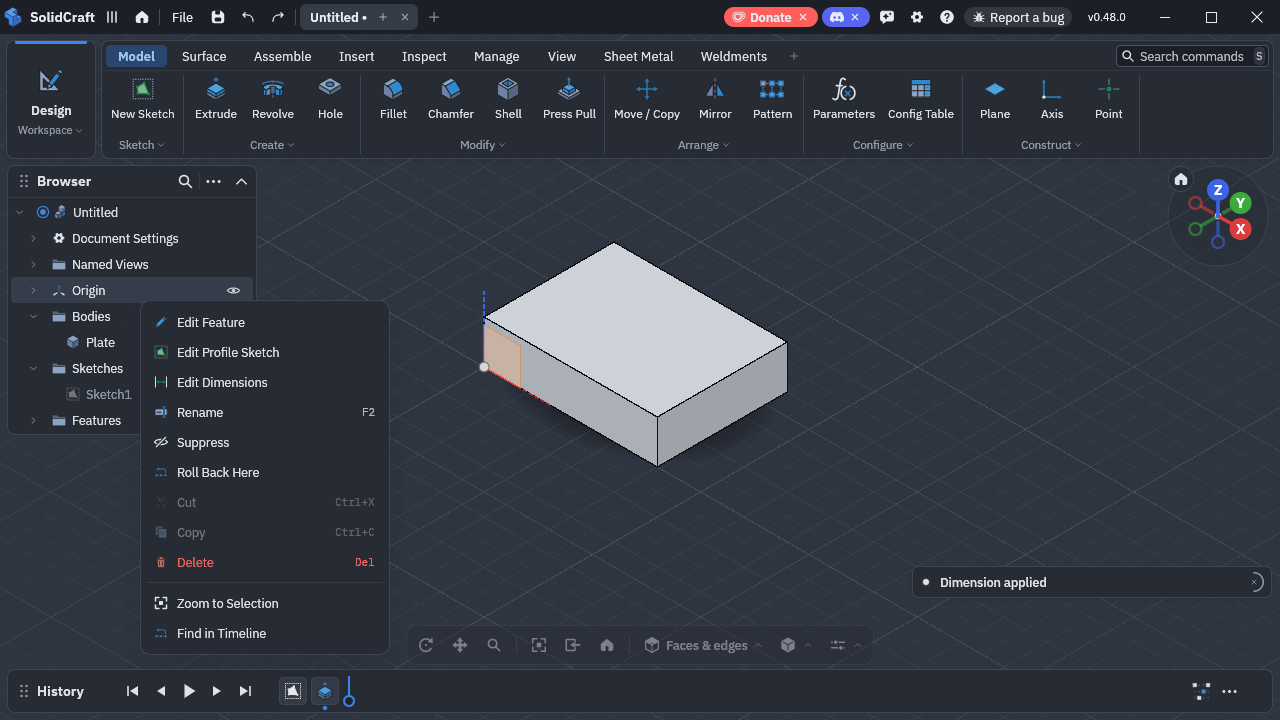 SolidCraft
File
Untitled •
Donate
Report a bug
v0.48.0
Design
Workspace
Model
Surface
Assemble
Insert
Inspect
Manage
View
Sheet Metal
Weldments
Search commands
S
New Sketch
Extrude
Revolve
Hole
Fillet
Chamfer
Shell
Press Pull
Move / Copy
Mirror
Pattern
Parameters
Config Table
Plane
Axis
Point
Sketch
Create
Modify
Arrange
Configure
Construct
Browser
Untitled
Document Settings
Named Views
Origin
Bodies
Plate
Sketches
Sketch1
Features
Edit Feature
Edit Profile Sketch
Edit Dimensions
Rename F2
Suppress
Roll Back Here
Cut Ctrl+X
Copy Ctrl+C
Delete Del
Zoom to Selection
Find in Timeline
Z
Y
X
Dimension applied
Faces & edges
History